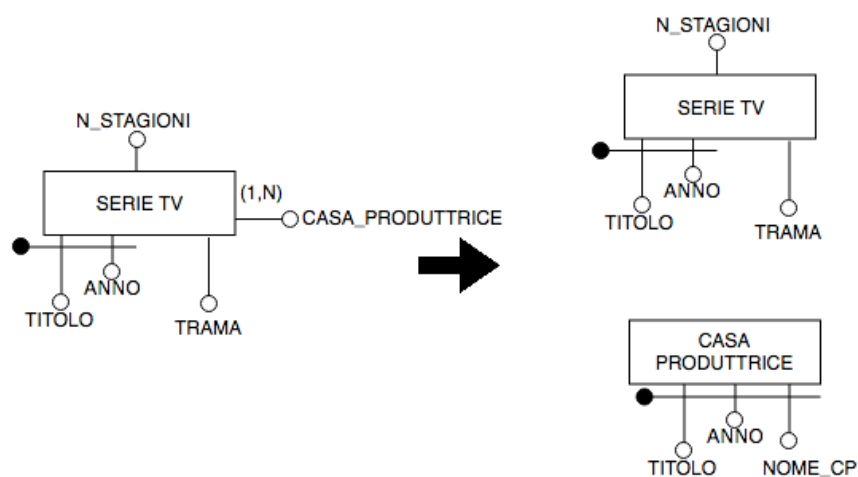 N_STAGIONI
SERIE TV
(1,N)
CASA_PRODUTTRICE
ANNO
TITOLO
TRAMA
N_STAGIONI
SERIE TV
ANNO
TITOLO
TRAMA
CASA
PRODUTTRICE
ANNO
TITOLO
NOME_CP